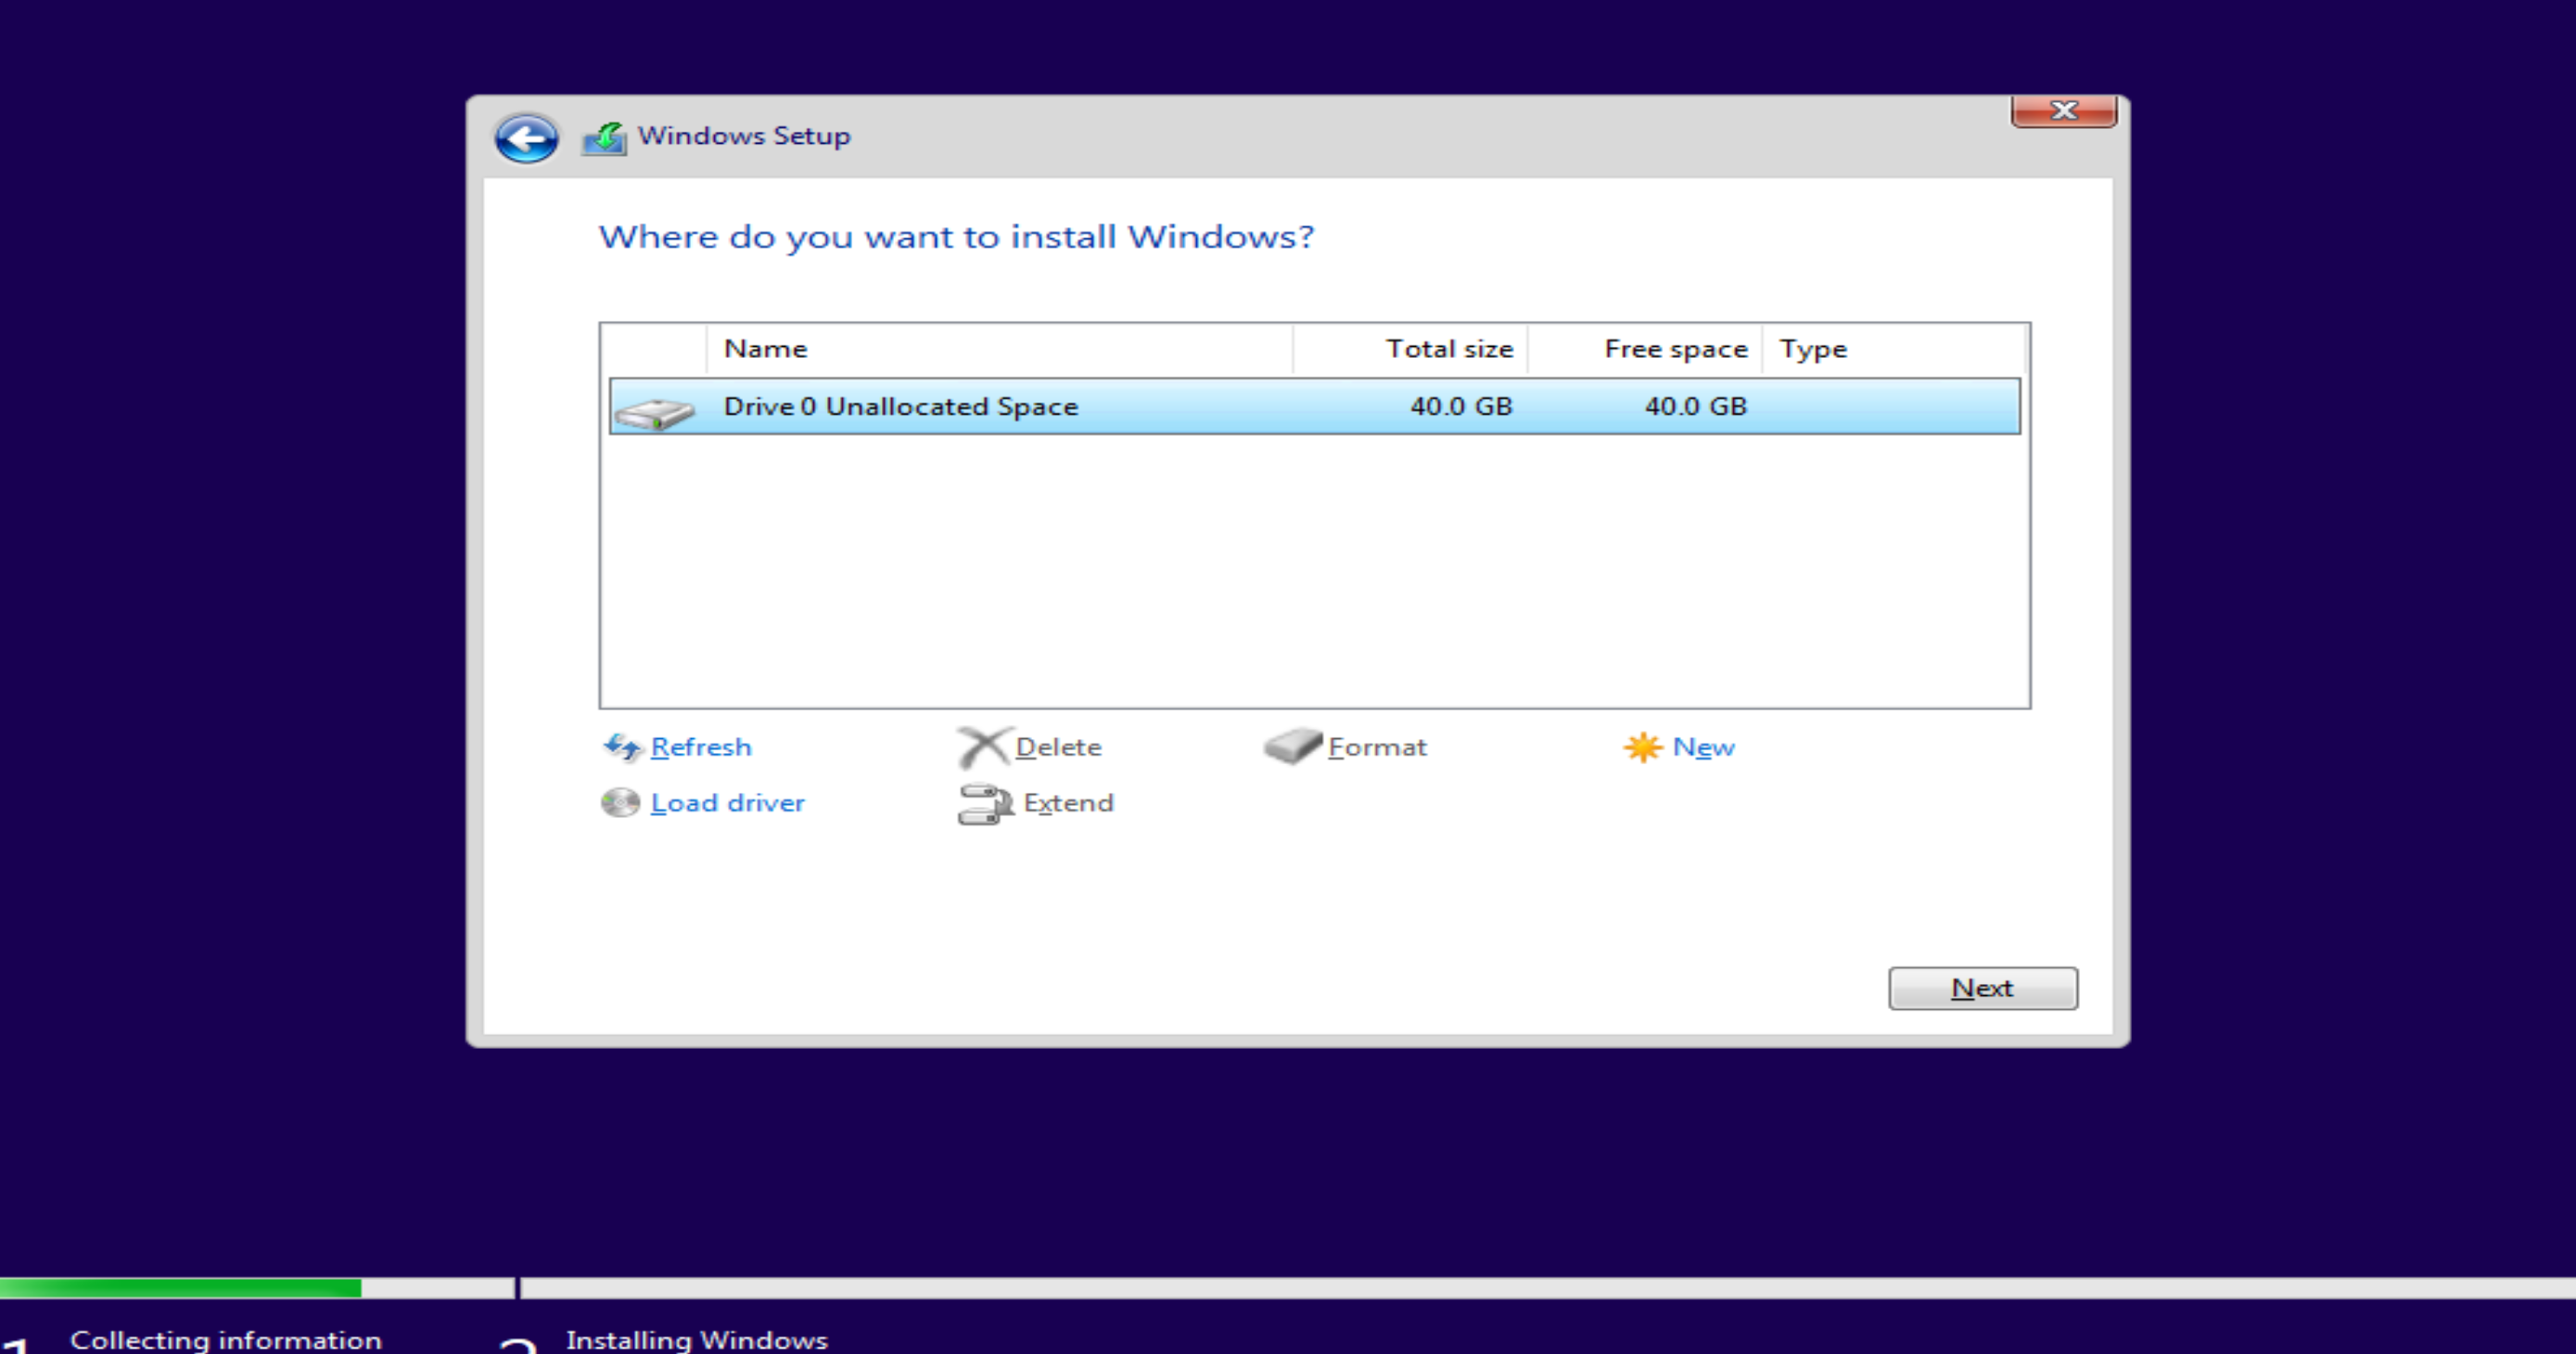 Windows Setup
Where do you want to install Windows?
Name Total size Free space Type
Drive 0 Unallocated Space 40.0 GB 40.0 GB
Refresh Delete Format New
Load driver Extend
Next
1 Collecting information 2 Installing Windows